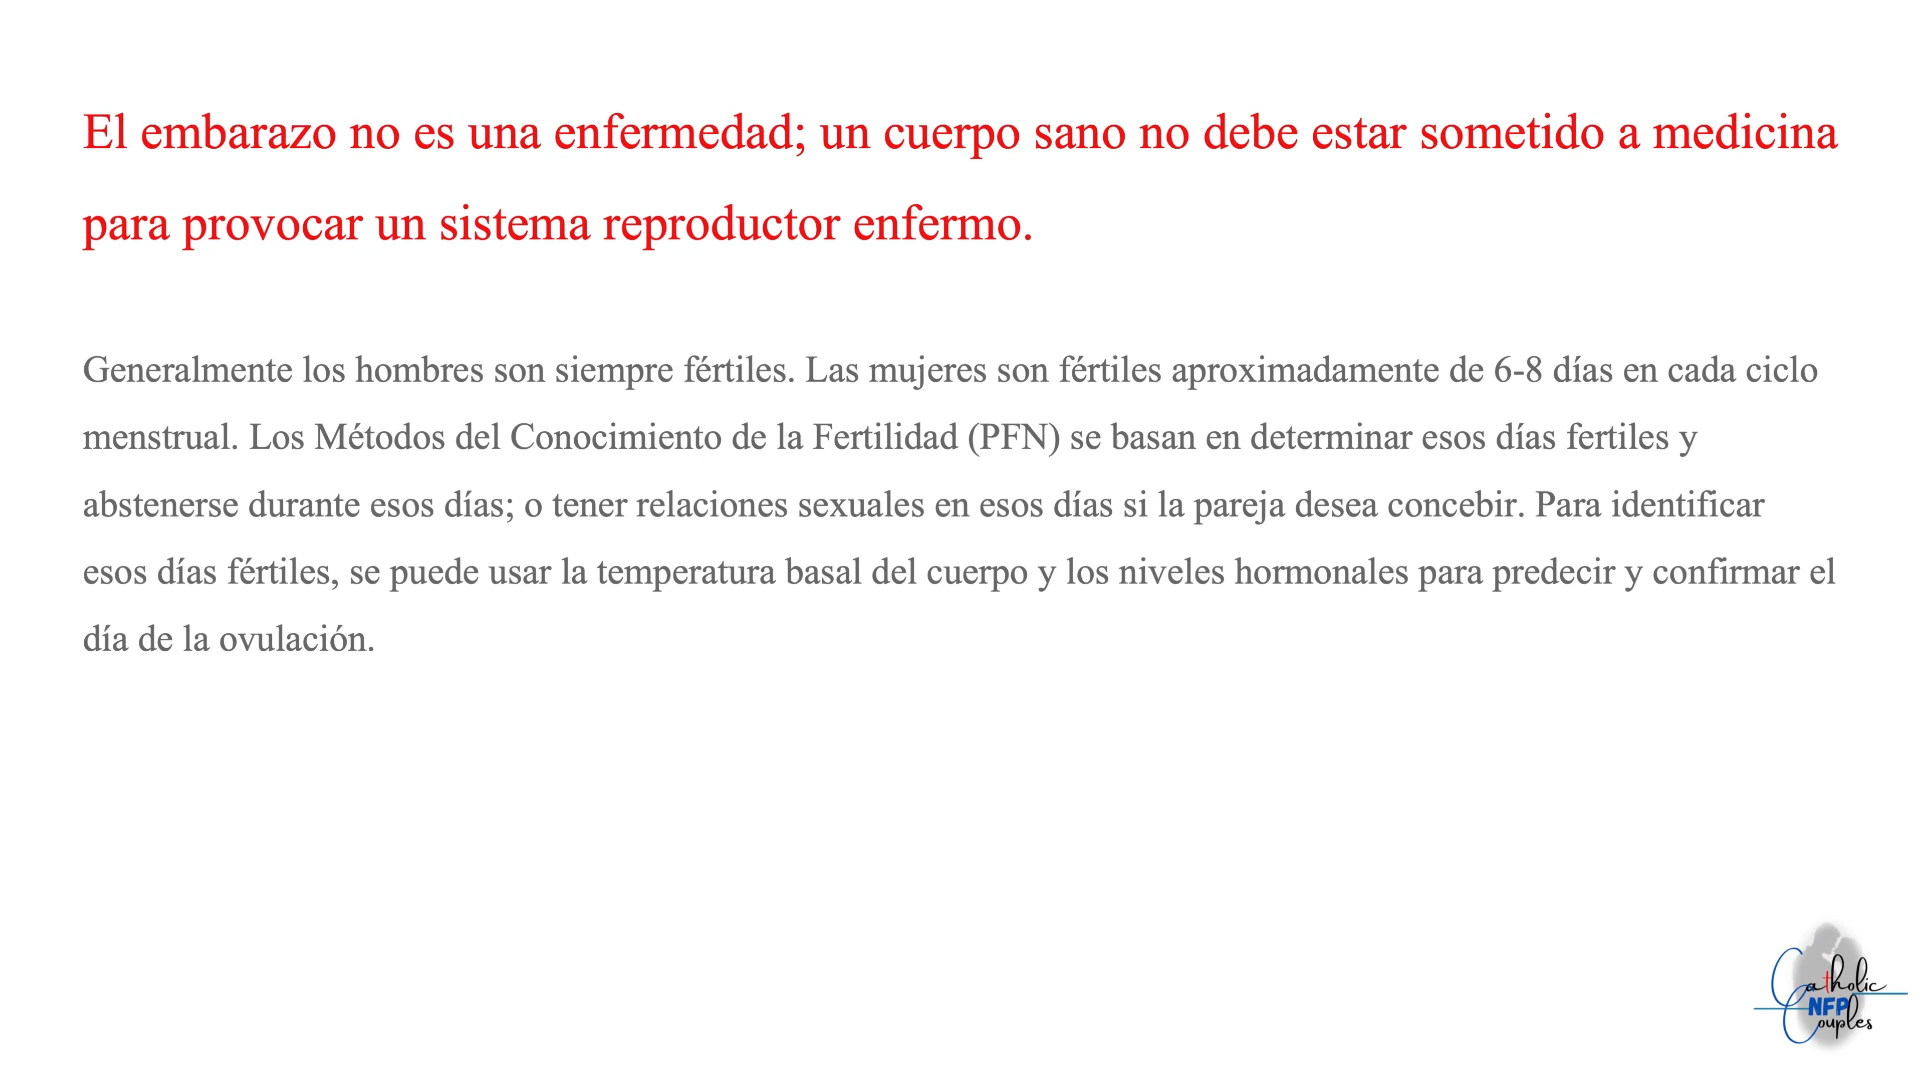 El embarazo no es una enfermedad; un cuerpo sano no debe estar sometido a medicina
para provocar un sistema reproductor enfermo.
Generalmente los hombres son siempre fértiles. Las mujeres son fértiles aproximadamente de 6-8 días en cada ciclo
menstrual. Los Métodos del Conocimiento de la Fertilidad (PFN) se basan en determinar esos días fertiles y
abstenerse durante esos días; o tener relaciones sexuales en esos días si la pareja desea concebir. Para identificar
esos días fértiles, se puede usar la temperatura basal del cuerpo y los niveles hormonales para predecir y confirmar el
día de la ovulación.
Catholic
NFP
Couples